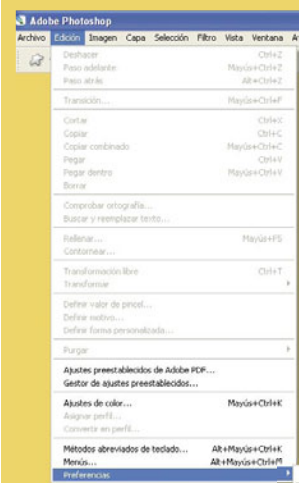 Adobe Photoshop
Archivo Edición Imagen Capa Selección Filtro Vista Ventana
Deshacer Ctrl+Z
Paso adelante Mayús+Ctrl+Z
Paso atrás Alt+Ctrl+Z
Transición... Mayús+Ctrl+F
Cortar Ctrl+X
Copiar Ctrl+C
Copiar combinado Mayús+Ctrl+C
Pegar Ctrl+V
Pegar dentro Mayús+Ctrl+V
Borrar
Comprobar ortografía...
Buscar y reemplazar texto...
Rellenar... Mayús+F5
Contornear...
Transformación libre Ctrl+T
Transformar
Definir valor de pincel...
Definir motivo...
Definir forma personalizada...
Purgar
Ajustes preestablecidos de Adobe PDF...
Gestor de ajustes preestablecidos...
Ajustes de color... Mayús+Ctrl+K
Asignar perfil...
Convertir en perfil...
Métodos abreviados de teclado... Alt+Mayús+Ctrl+K
Menús... Alt+Mayús+Ctrl+M
Preferencias